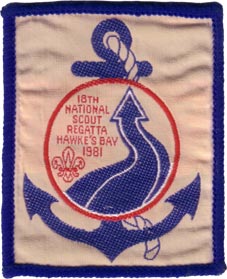 18TH
NATIONAL
SCOUT
REGATTA
HAWKE'S BAY
1981